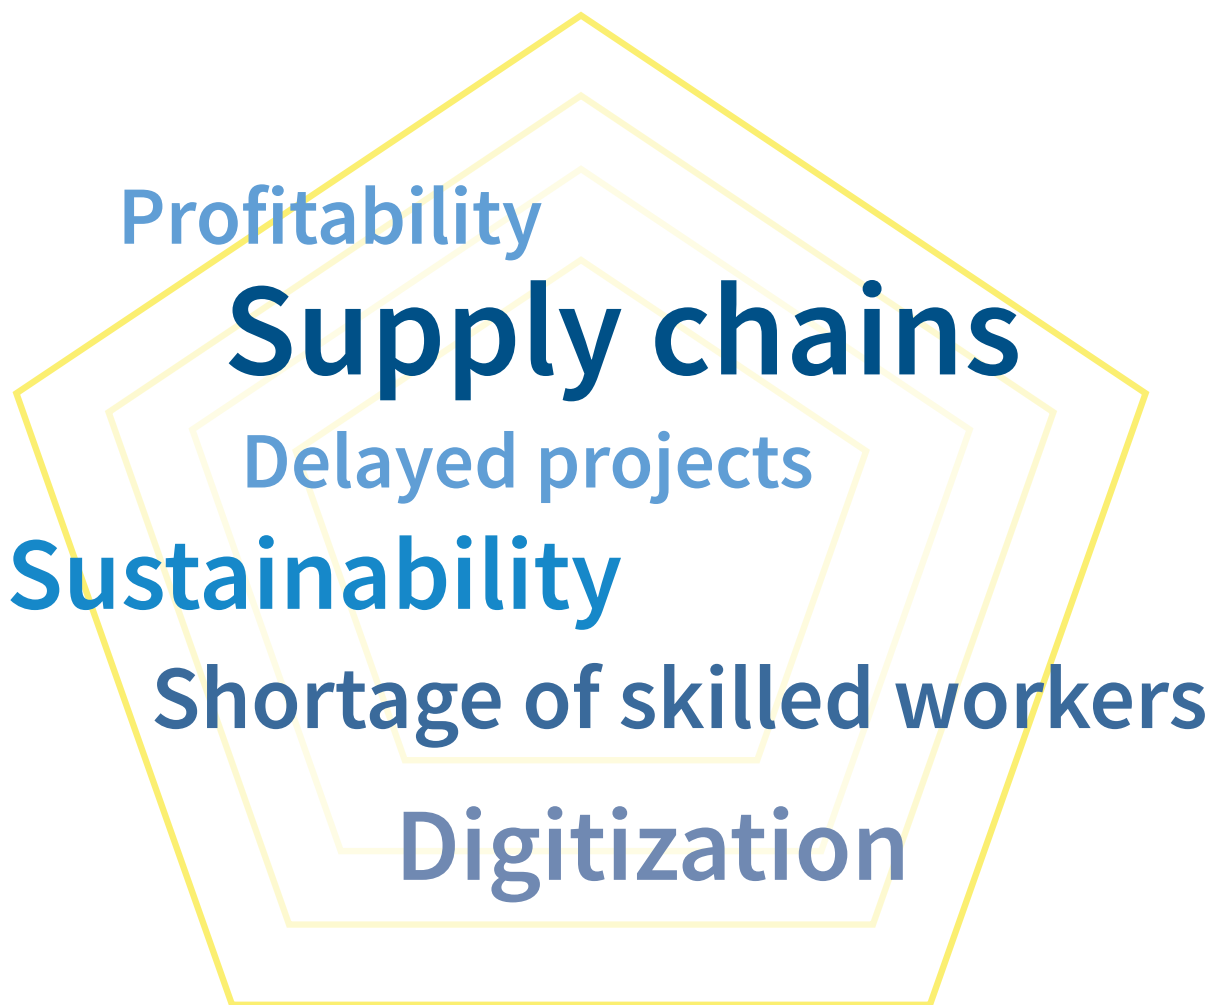 Profitability
Supply chains
Delayed projects
Sustainability
Shortage of skilled workers
Digitization